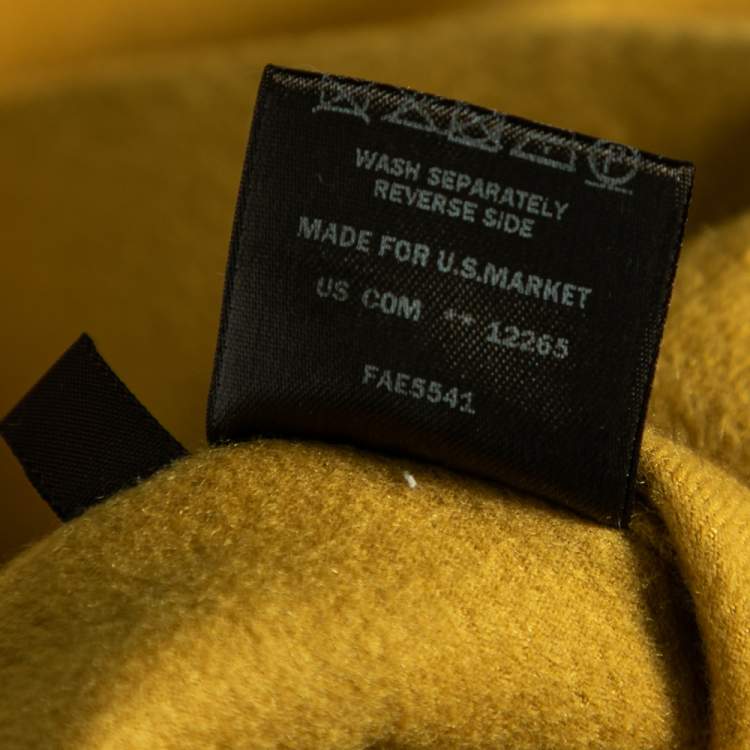 WASH SEPARATELY
REVERSE SIDE
MADE FOR U.S.MARKET
US COM ** 12265
FAE5541